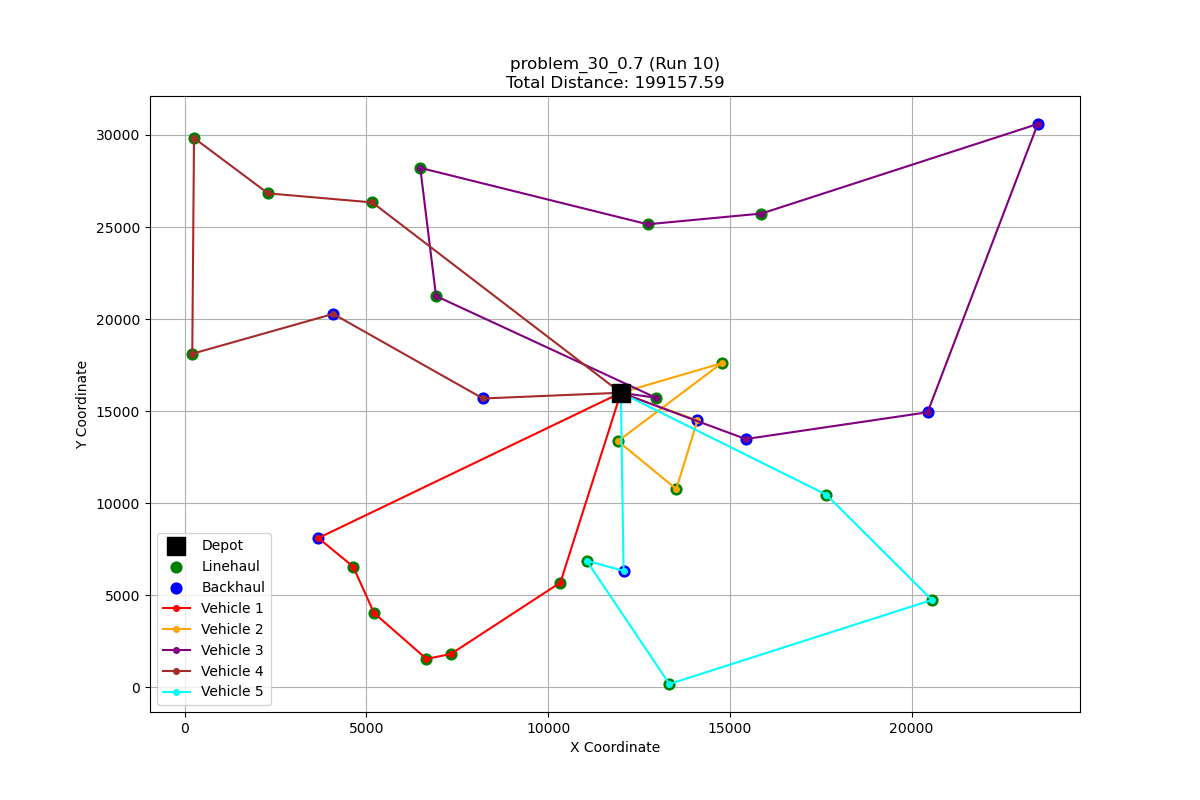 problem_30_0.7 (Run 10)
Total Distance: 199157.59
30000
25000
20000
15000
10000
5000
0
Y Coordinate
Depot
Linehaul
Backhaul
Vehicle 1
Vehicle 2
Vehicle 3
Vehicle 4
Vehicle 5
0
5000
10000
15000
20000
X Coordinate